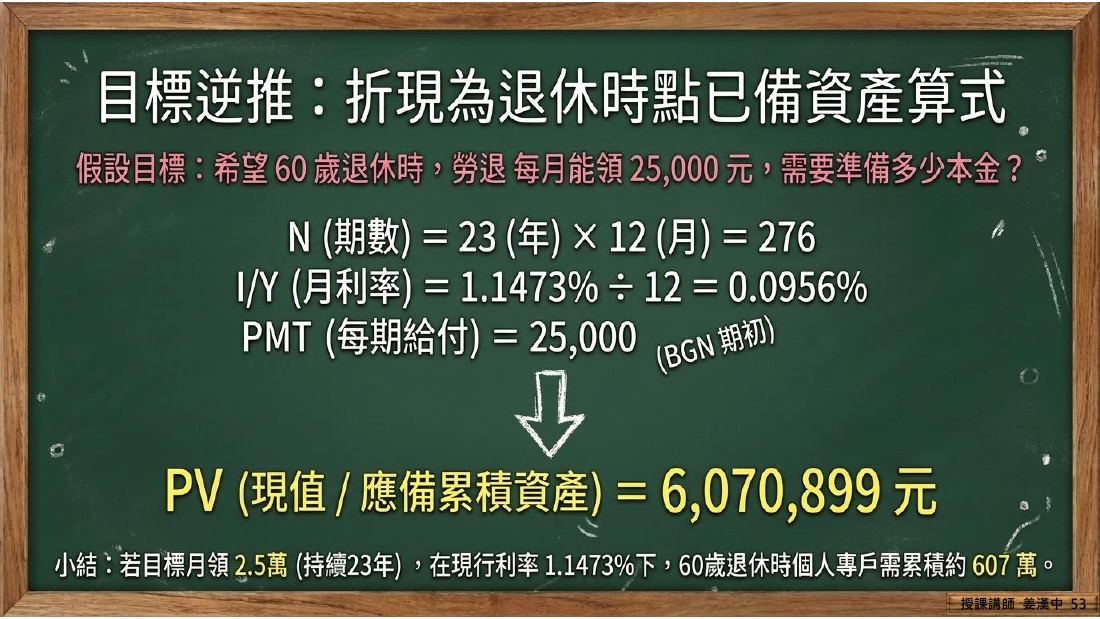 目標逆推：折現為退休時點已備資產算式
假設目標：希望 60 歲退休時，勞退 每月能領 25,000 元，需要準備多少本金？
N (期數) = 23 (年) × 12 (月) = 276
I/Y (月利率) = 1.1473% ÷ 12 = 0.0956%
PMT (每期給付) = 25,000 (BGN 期初)
PV (現值 / 應備累積資產) = 6,070,899 元
小結：若目標月領 2.5萬 (持續23年) ，在現行利率 1.1473%下，60歲退休時個人專戶需累積約 607 萬。
授課講師 姜漢中 53